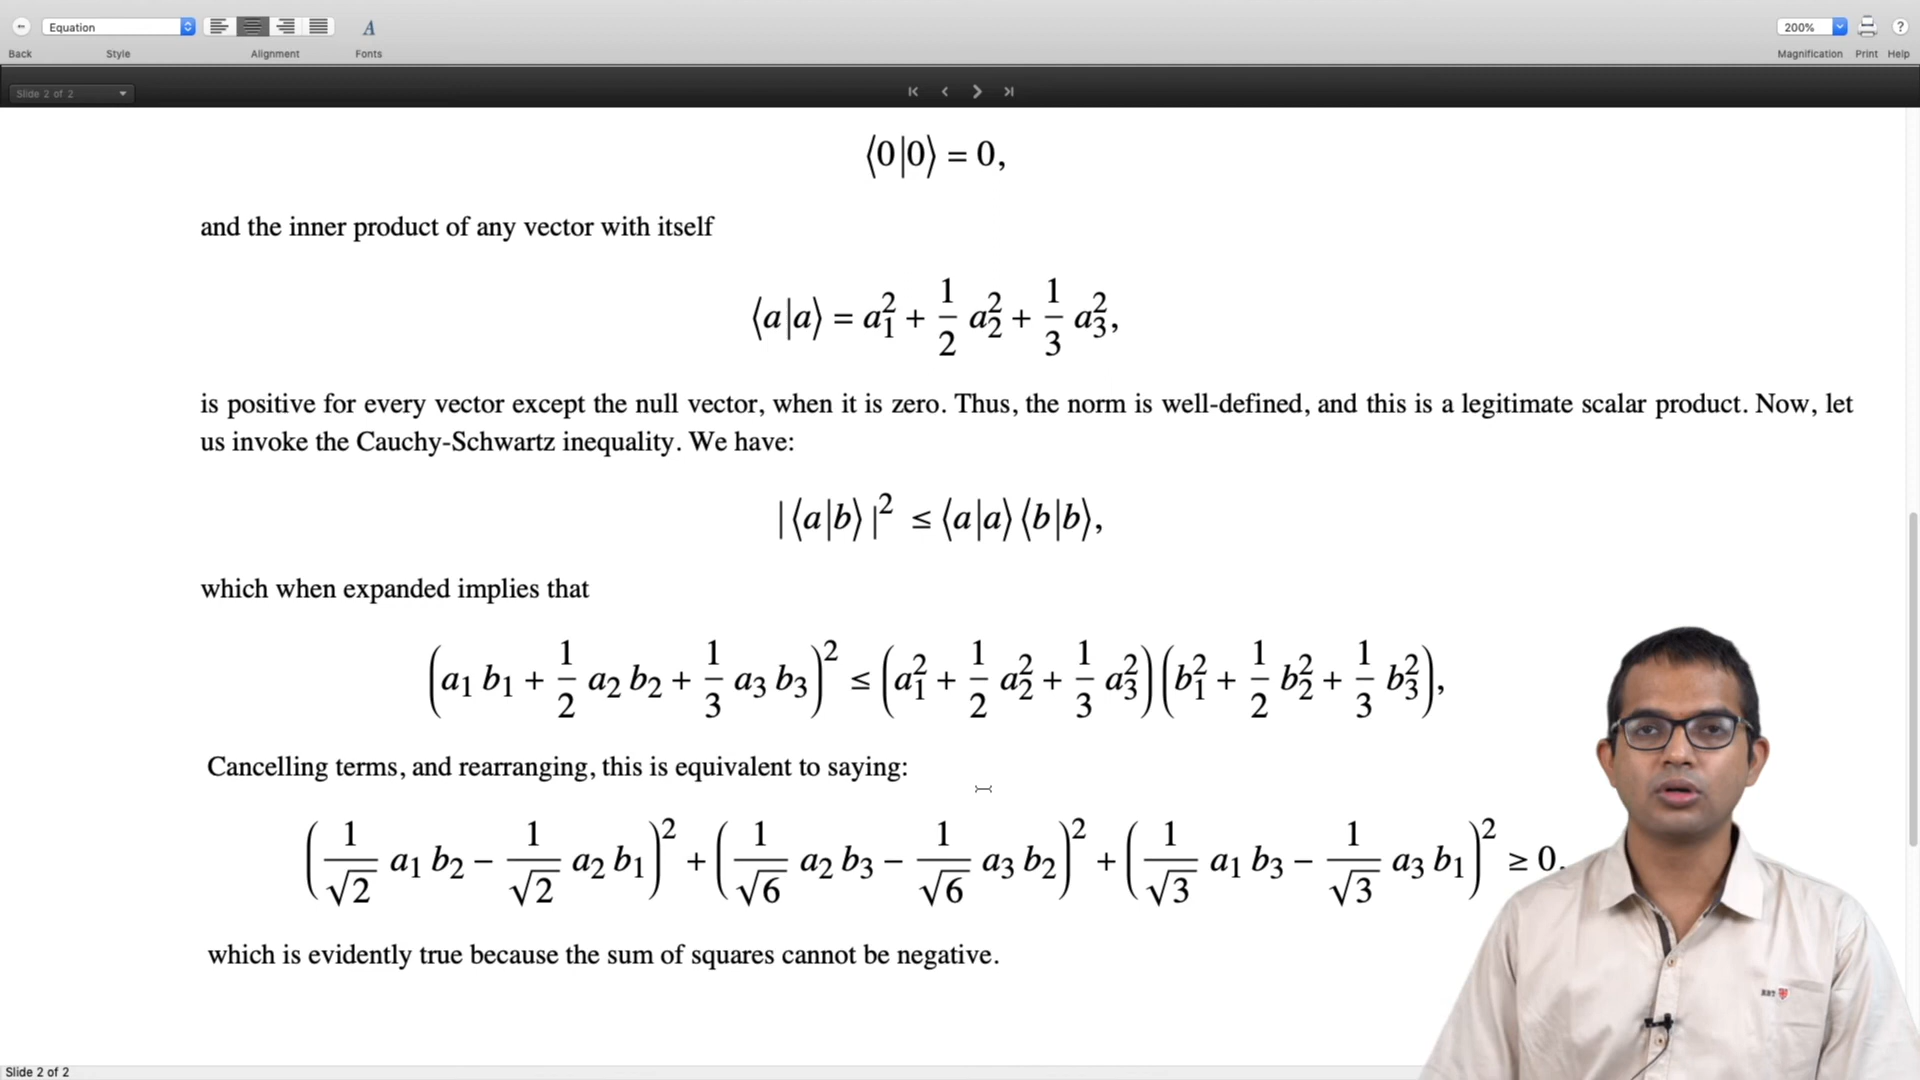 Equation
200%
Back Style Alignment Fonts Magnification Print Help
Slide 2 of 2
⟨0|0⟩ = 0,
and the inner product of any vector with itself
⟨a|a⟩ = a₁² + 1/2 a₂² + 1/3 a₃²,
is positive for every vector except the null vector, when it is zero. Thus, the norm is well-defined, and this is a legitimate scalar product. Now, let
us invoke the Cauchy-Schwartz inequality. We have:
|⟨a|b⟩|² ≤ ⟨a|a⟩⟨b|b⟩,
which when expanded implies that
(a₁ b₁ + 1/2 a₂ b₂ + 1/3 a₃ b₃)² ≤ (a₁² + 1/2 a₂² + 1/3 a₃²)(b₁² + 1/2 b₂² + 1/3 b₃²),
Cancelling terms, and rearranging, this is equivalent to saying:
(1/√2 a₁ b₂ − 1/√2 a₂ b₁)² + (1/√6 a₂ b₃ − 1/√6 a₃ b₂)² + (1/√3 a₁ b₃ − 1/√3 a₃ b₁)² ≥ 0.
which is evidently true because the sum of squares cannot be negative.
Slide 2 of 2